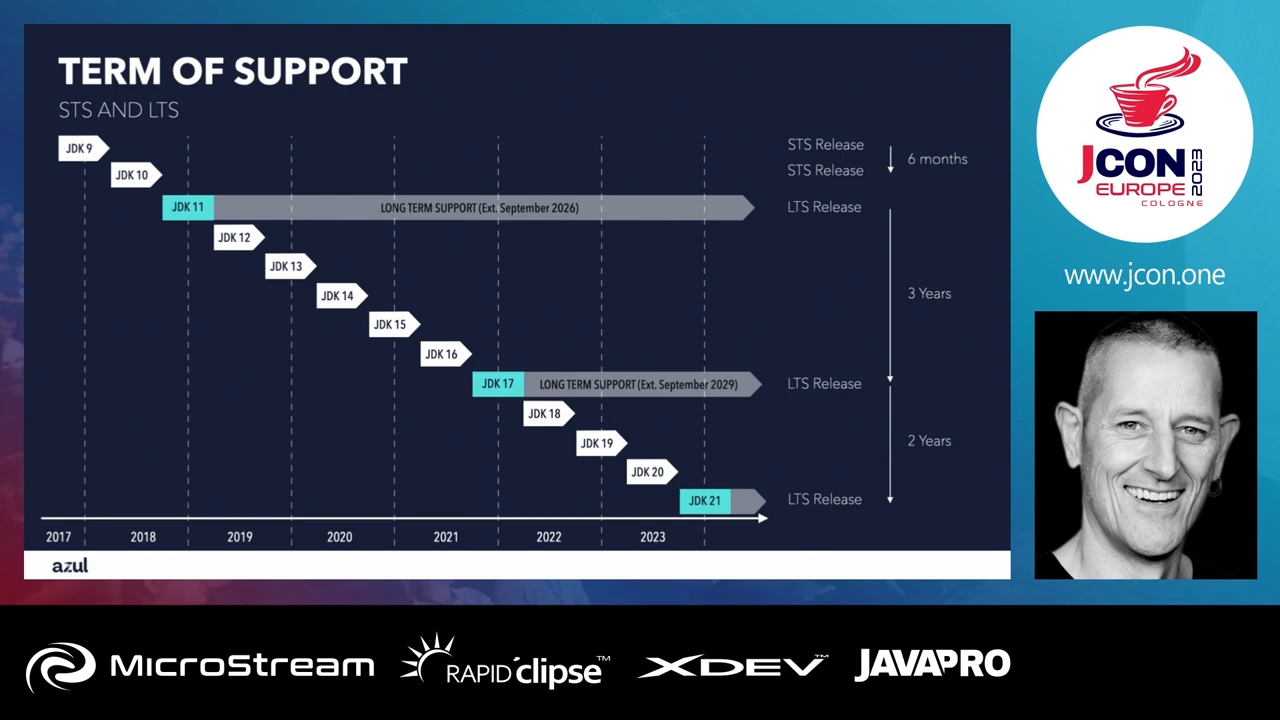 TERM OF SUPPORT
STS AND LTS
JDK 9
STS Release
6 months
JDK 10
STS Release
JDK 11
LONG TERM SUPPORT (Ext. September 2026)
LTS Release
JDK 12
JDK 13
3 Years
JDK 14
JDK 15
JDK 16
JDK 17
LONG TERM SUPPORT (Ext. September 2029)
LTS Release
JDK 18
JDK 19
2 Years
JDK 20
JDK 21
LTS Release
2017
2018
2019
2020
2021
2022
2023
azul
JCON
EUROPE
COLOGNE
2023
www.jcon.one
MICROSTREAM
RAPID'clipse™
XDEV™
JAVAPRO